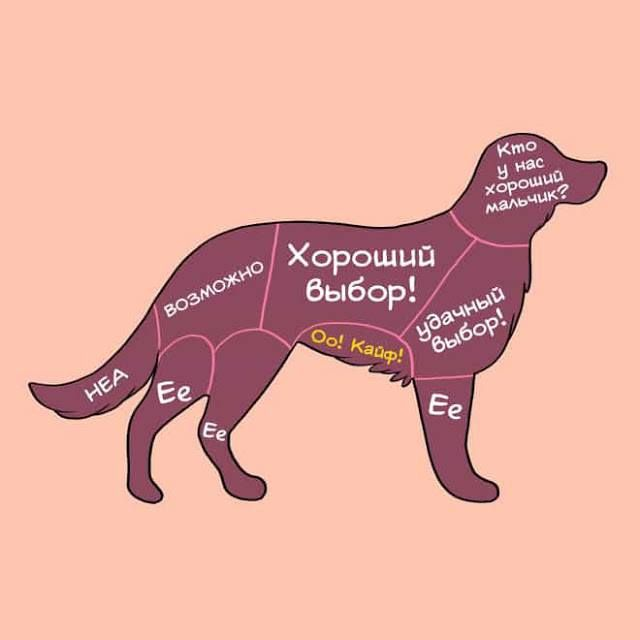 Кто
у нас
хороший
мальчик?
Хороший
выбор!
возможно
удачный
выбор!
Оо! Кайф!
НЕА
Ее
Ее
Ее